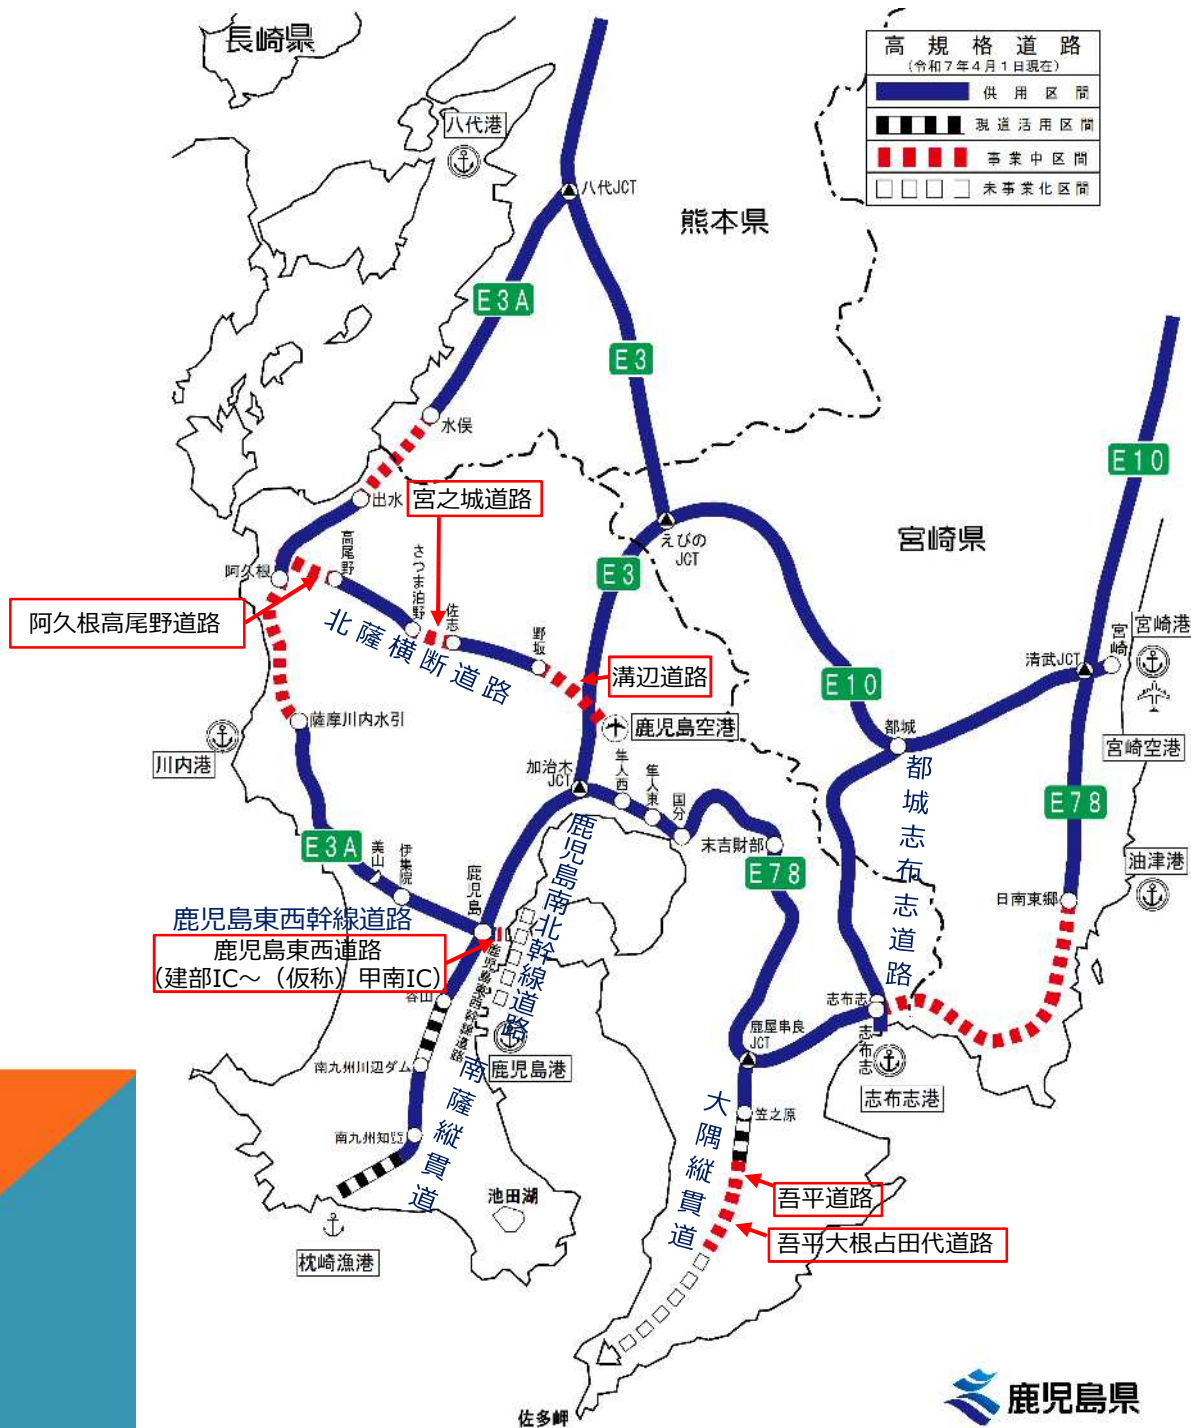 長崎県
高規格道路
(令和7年4月1日現在)
供用区間
現道活用区間
事業中区間
未事業化区間
八代港
八代JCT
熊本県
E3A
E3
水俣
E10
出水
宮之城道路
えびの
JCT
宮崎県
高尾野
さつま泊野
阿久根
E3
佐志
阿久根高尾野道路
北薩横断道路
野坂
宮崎
宮崎港
清武JCT
溝辺道路
E10
薩摩川内水引
鹿児島空港
都城
川内港
宮崎空港
加治木
JCT
隼人西
隼人東
国分
都城志布志道路
E78
E3A
美山
伊集院
鹿児島
鹿児島南北幹線道路
末吉財部
E78
油津港
日南東郷
鹿児島東西幹線道路
鹿児島東西道路
(建部IC～（仮称）甲南IC)
鹿児島東西幹線道路
谷山
志布志
志布志
鹿屋串良
JCT
南九州川辺ダム
鹿児島港
志布志港
南薩縦貫道
大隅縦貫道
笠之原
南九州知覧
池田湖
吾平道路
吾平大根占田代道路
枕崎漁港
佐多岬
鹿児島県